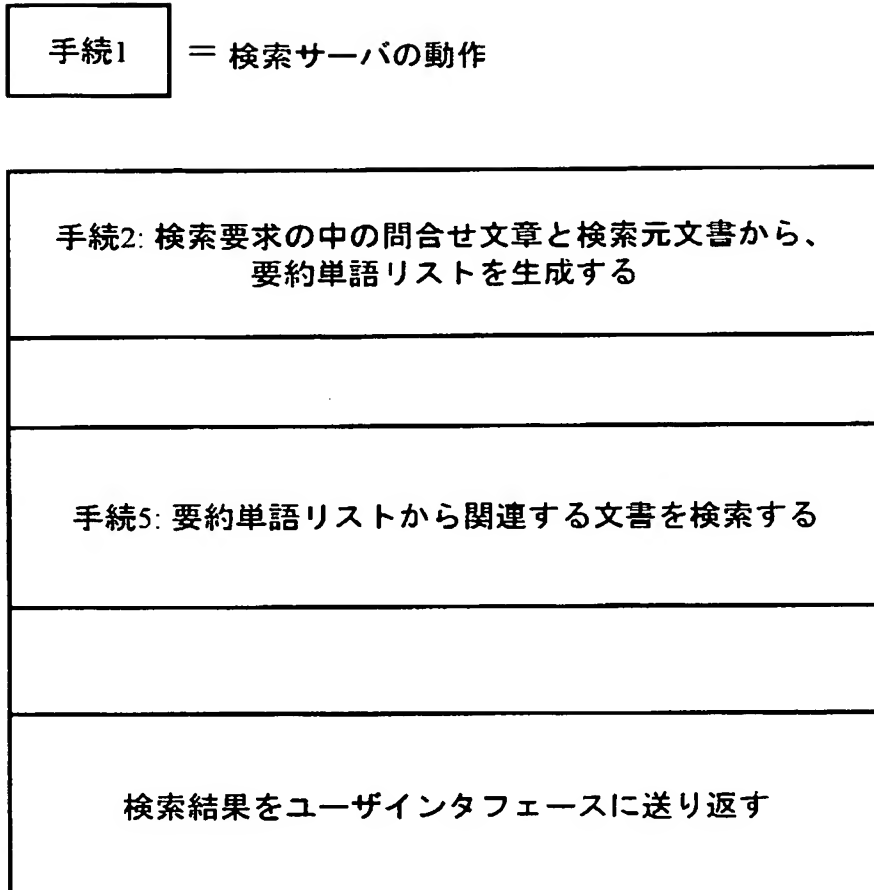 手続1 = 検索サーバの動作
手続2: 検索要求の中の問合せ文章と検索元文書から、
要約単語リストを生成する
手続5: 要約単語リストから関連する文書を検索する
検索結果をユーザインタフェースに送り返す